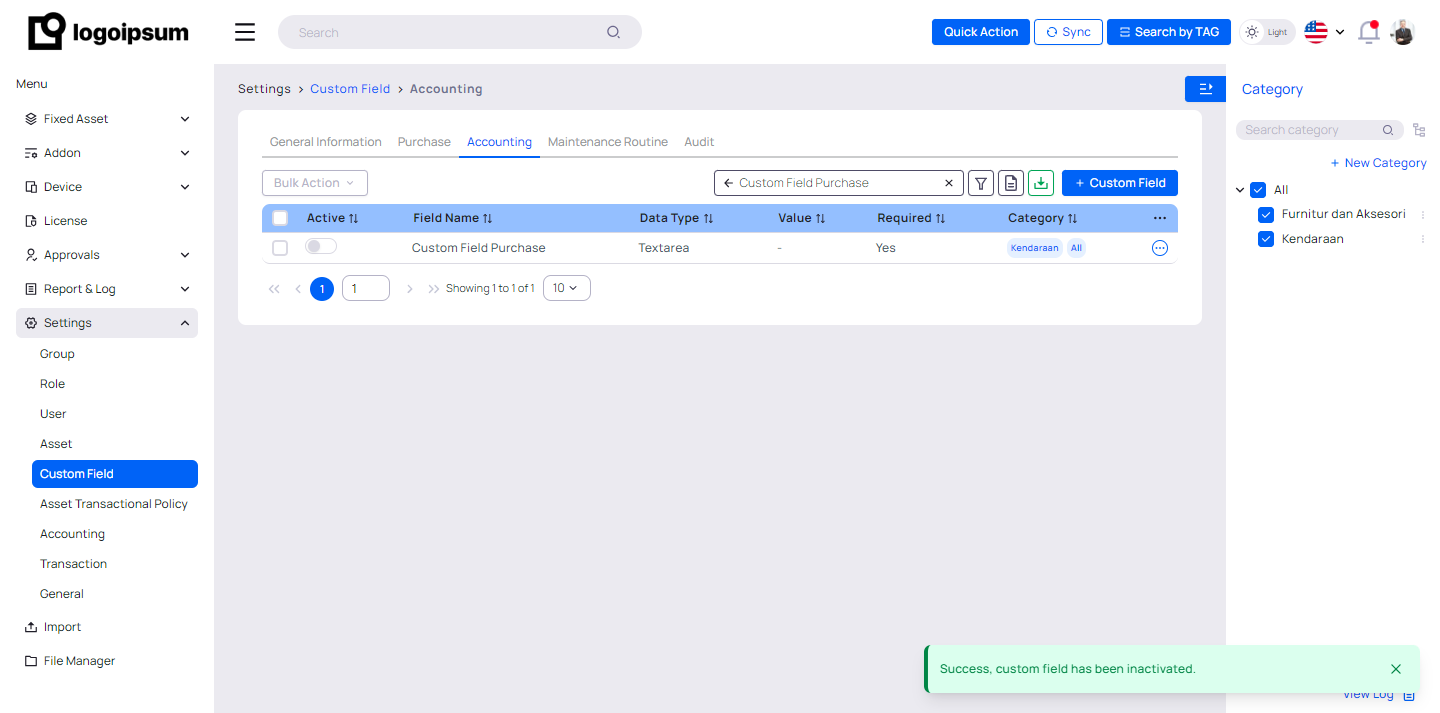 logoipsum
Search
Quick Action
Sync
Search by TAG
Light
Menu
Fixed Asset
Addon
Device
License
Approvals
Report & Log
Settings
Group
Role
User
Asset
Custom Field
Asset Transactional Policy
Accounting
Transaction
General
Import
File Manager
Settings > Custom Field > Accounting
General Information Purchase Accounting Maintenance Routine Audit
Bulk Action
Custom Field Purchase
+ Custom Field
Active Field Name Data Type Value Required Category ...
Custom Field Purchase Textarea - Yes Kendaraan All
1 1 Showing 1 to 1 of 1 10
Category
Search category
+ New Category
All
Furnitur dan Aksesori
Kendaraan
Success, custom field has been inactivated.
View Log